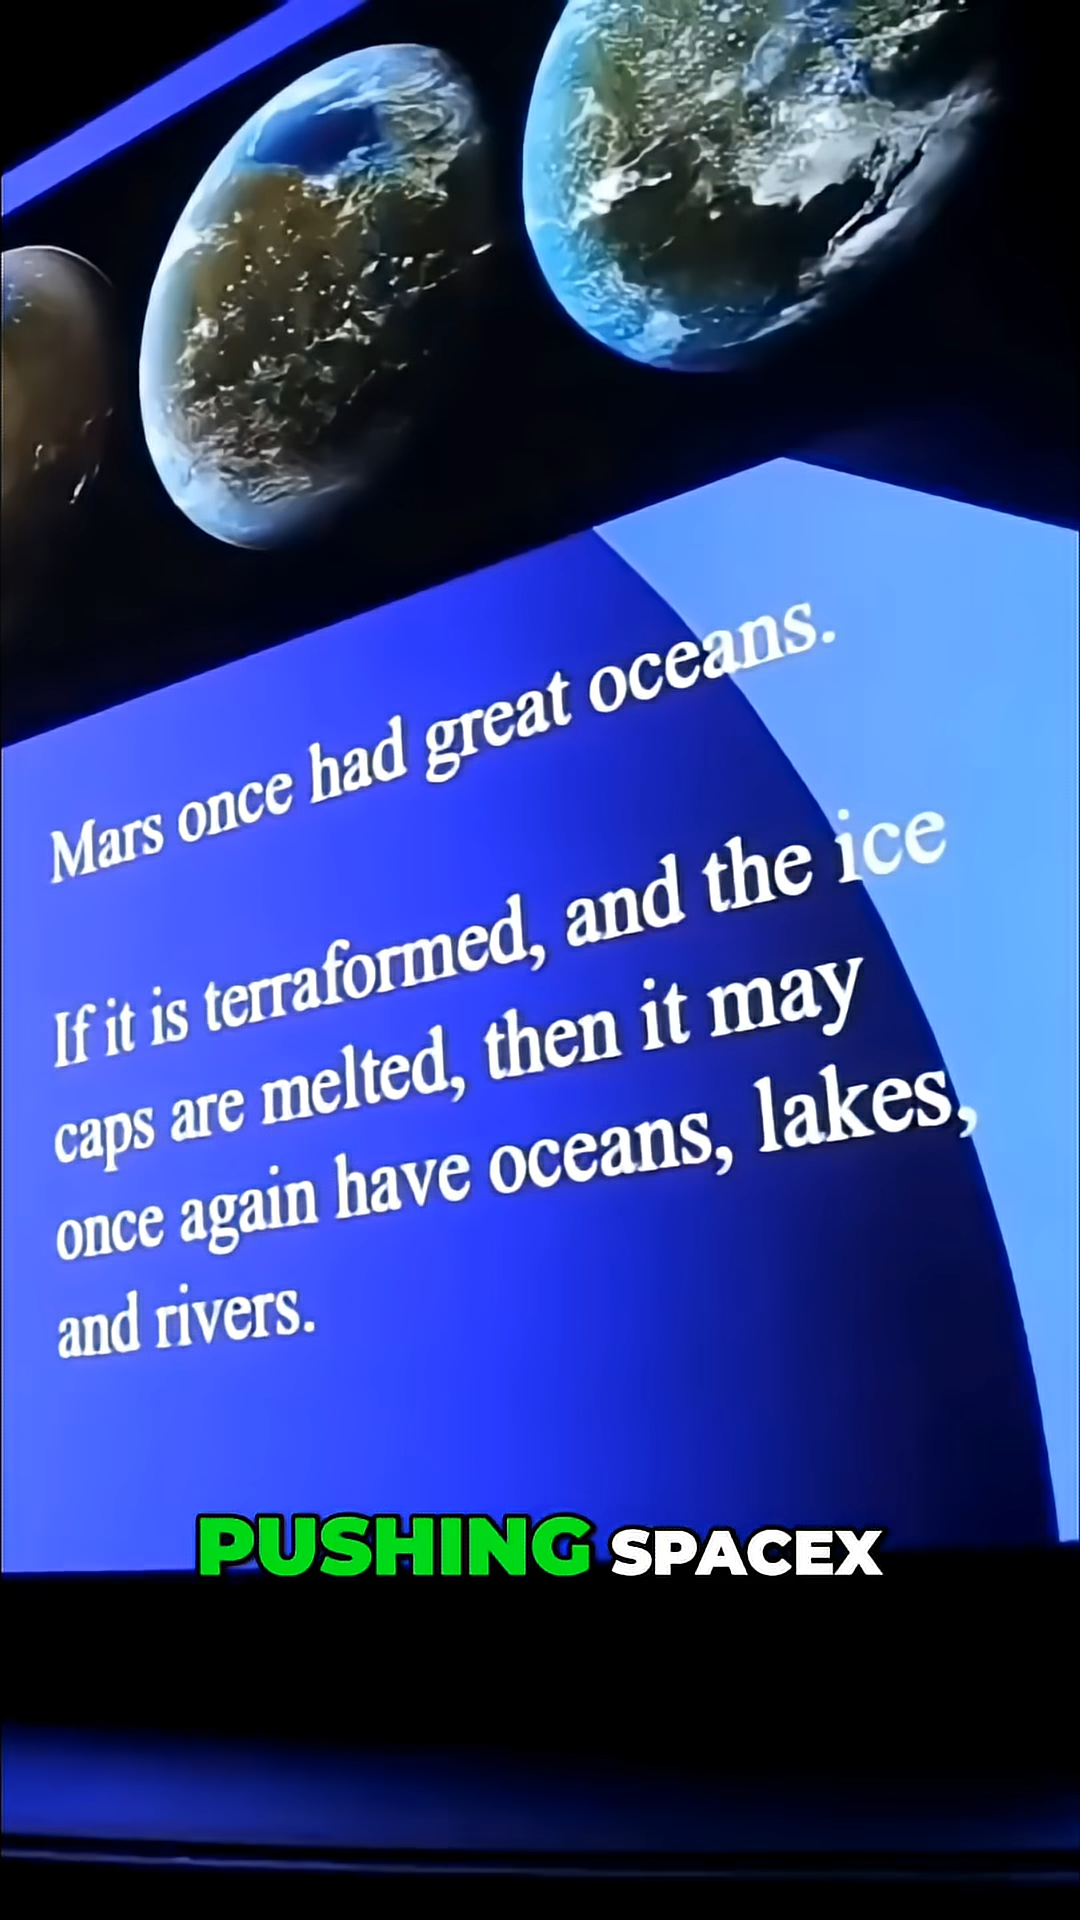 Mars once had great oceans.
If it is terraformed, and the ice
caps are melted, then it may
once again have oceans, lakes,
and rivers.
PUSHING SPACEX